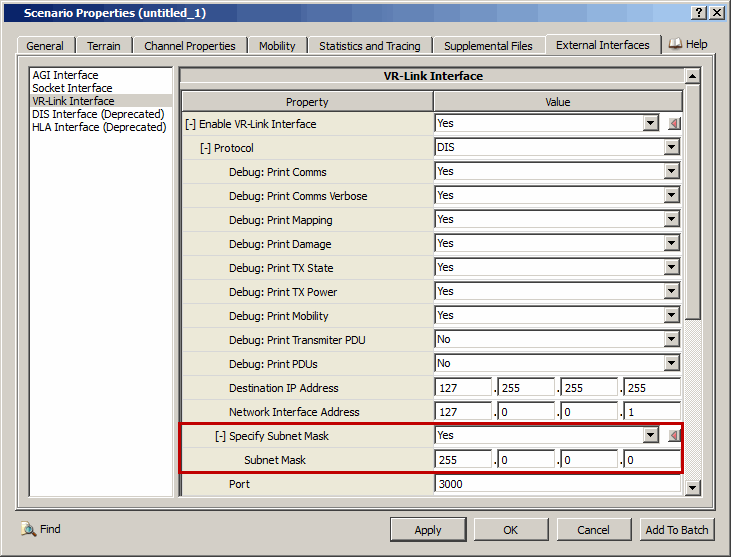 Scenario Properties (untitled_1)
General Terrain Channel Properties Mobility Statistics and Tracing Supplemental Files External Interfaces Help
AGI Interface
Socket Interface
VR-Link Interface
DIS Interface (Deprecated)
HLA Interface (Deprecated)
VR-Link Interface
Property Value
[-] Enable VR-Link Interface Yes
[-] Protocol DIS
Debug: Print Comms Yes
Debug: Print Comms Verbose Yes
Debug: Print Mapping Yes
Debug: Print Damage Yes
Debug: Print TX State Yes
Debug: Print TX Power Yes
Debug: Print Mobility Yes
Debug: Print Transmiter PDU No
Debug: Print PDUs No
Destination IP Address 127 . 255 . 255 . 255
Network Interface Address 127 . 0 . 0 . 1
[-] Specify Subnet Mask Yes
Subnet Mask 255 . 0 . 0 . 0
Port 3000
Find Apply OK Cancel Add To Batch